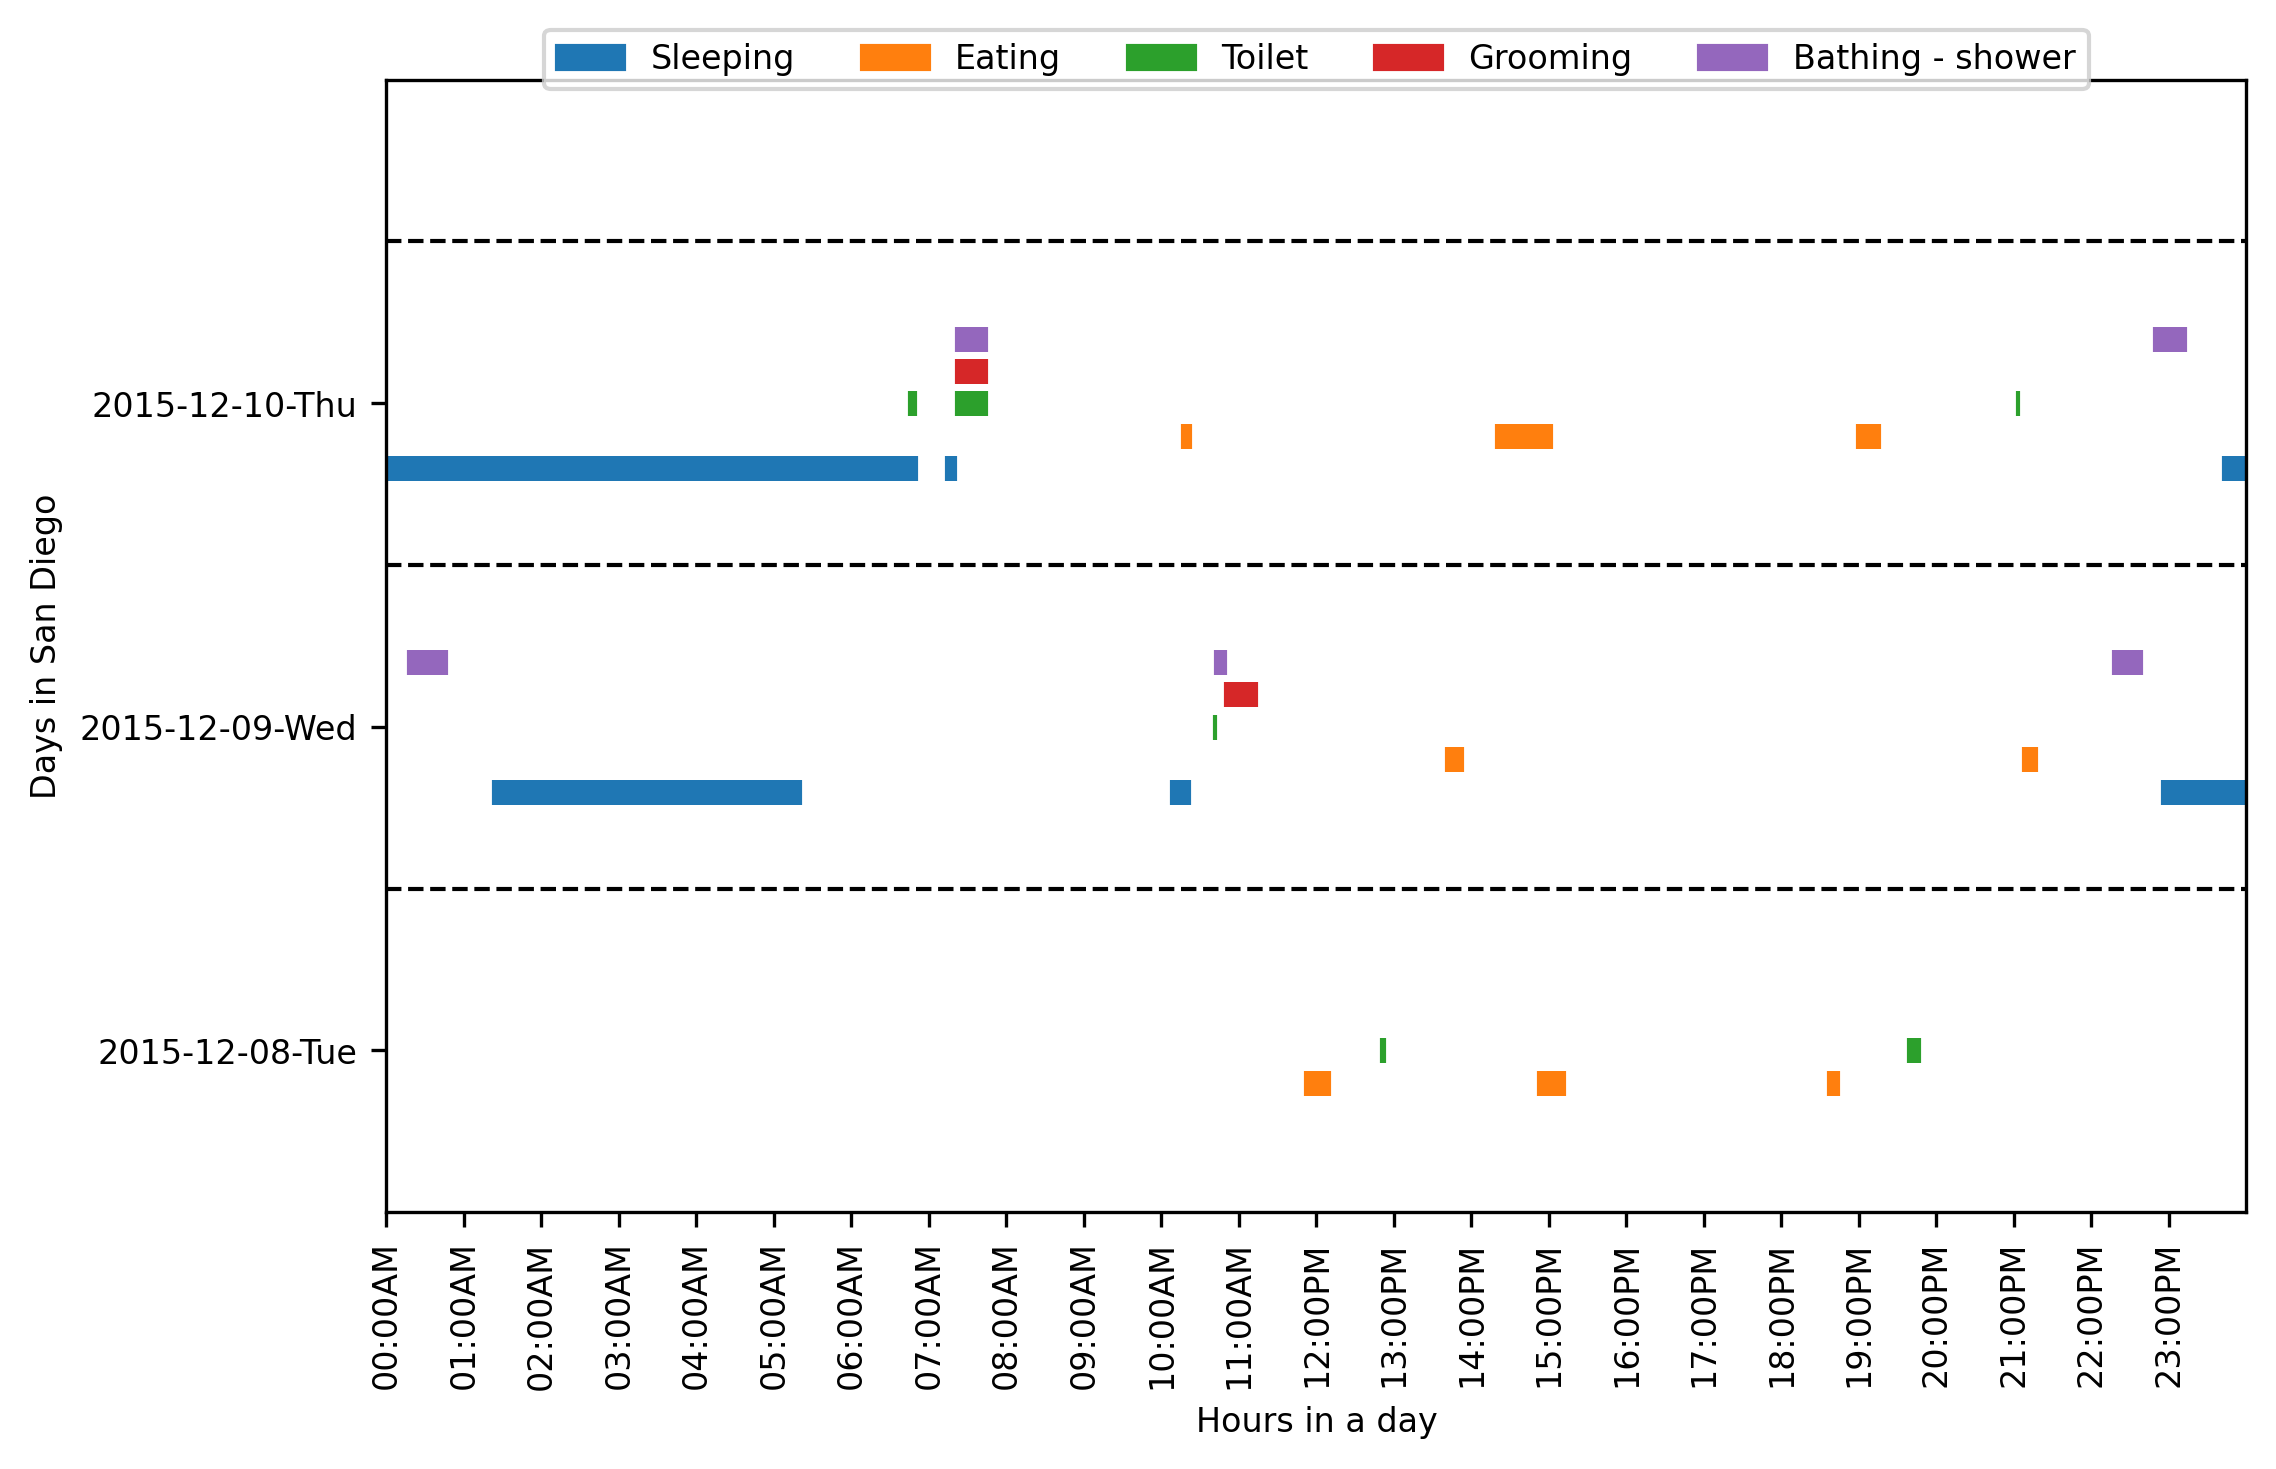 Sleeping Eating Toilet Grooming Bathing - shower
2015-12-10-Thu
2015-12-09-Wed
2015-12-08-Tue
Days in San Diego
00:00AM
01:00AM
02:00AM
03:00AM
04:00AM
05:00AM
06:00AM
07:00AM
08:00AM
09:00AM
10:00AM
11:00AM
12:00PM
13:00PM
14:00PM
15:00PM
16:00PM
17:00PM
18:00PM
19:00PM
20:00PM
21:00PM
22:00PM
23:00PM
Hours in a day